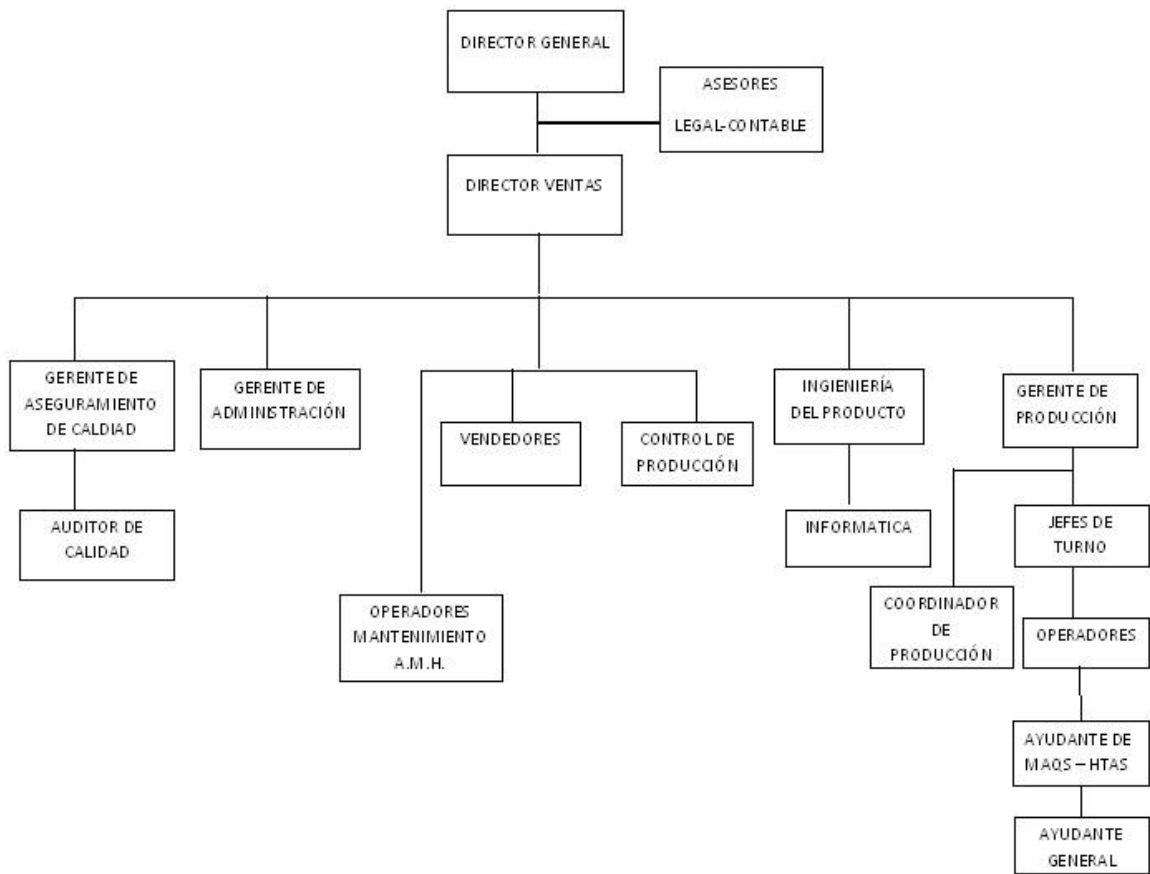 DIRECTOR GENERAL
ASESORES
LEGAL-CONTABLE
DIRECTOR VENTAS
GERENTE DE
ASEGURAMIENTO
DE CALDIAD
GERENTE DE
ADMINISTRACIÓN
VENDEDORES
CONTROL DE
PRODUCCIÓN
INGIENIERÍA
DEL PRODUCTO
GERENTE DE
PRODUCCIÓN
AUDITOR DE
CALIDAD
INFORMATICA
JEFES DE
TURNO
OPERADORES
MANTENIMIENTO
A.M.H.
COORDINADOR
DE
PRODUCCIÓN
OPERADORES
AYUDANTE DE
MAQS – HTAS
AYUDANTE
GENERAL